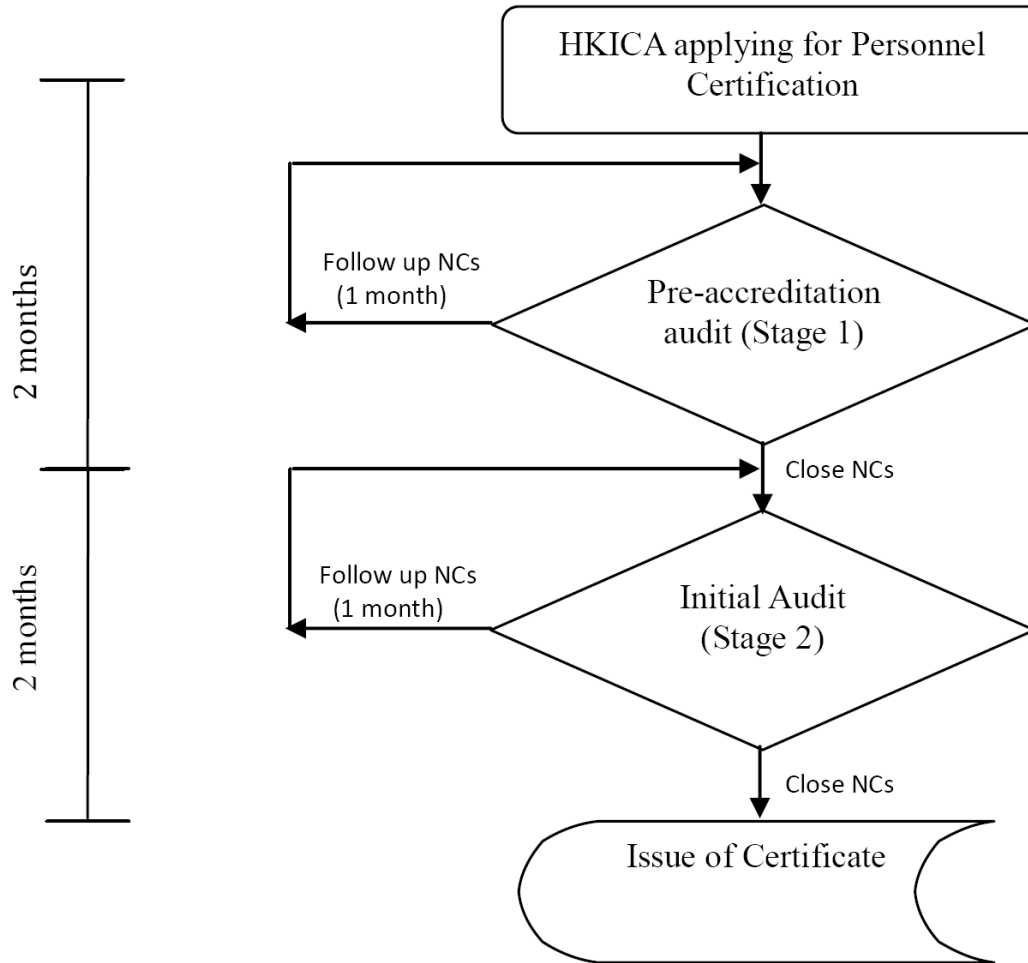 HKICA applying for Personnel
Certification
2 months
Follow up NCs
(1 month)
Pre-accreditation
audit (Stage 1)
Close NCs
2 months
Follow up NCs
(1 month)
Initial Audit
(Stage 2)
Close NCs
Issue of Certificate